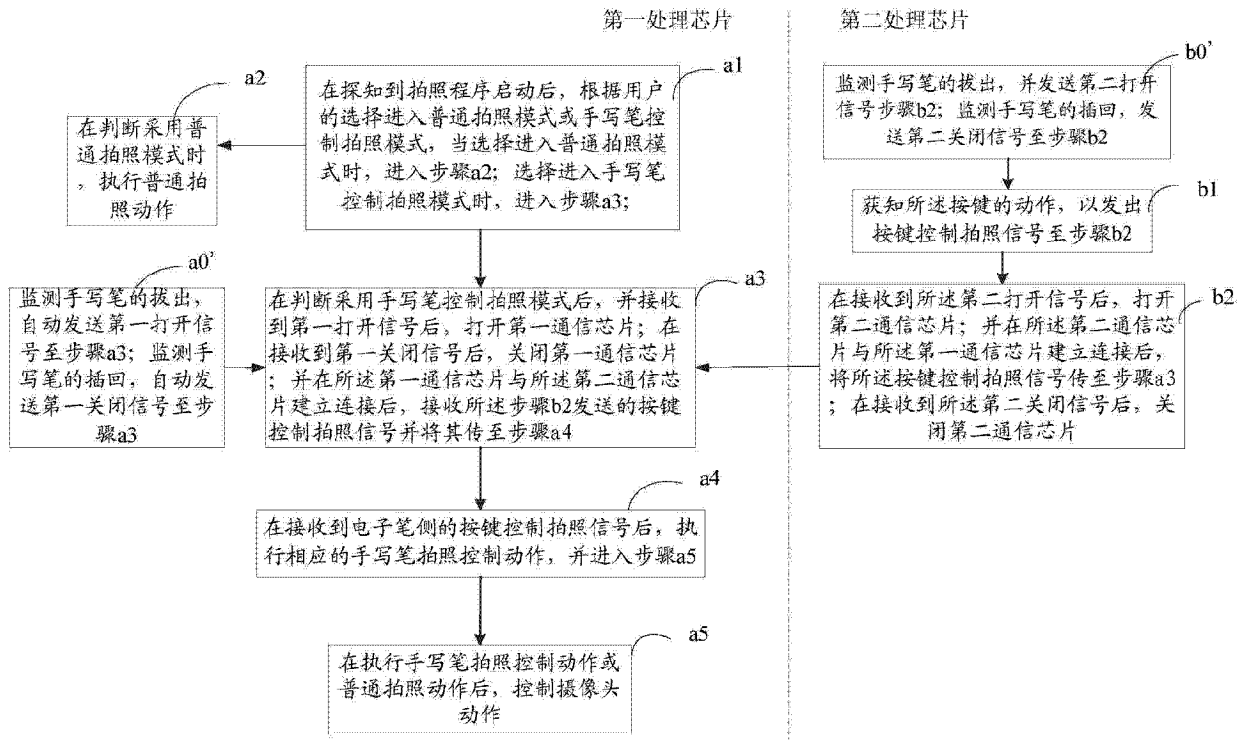 第一处理芯片
第二处理芯片
a1
在探知到拍照程序启动后，根据用户
的选择进入普通拍照模式或手写笔控
制拍照模式，当选择进入普通拍照模
式时，进入步骤a2；选择进入手写笔
控制拍照模式时，进入步骤a3；
a2
在判断采用普
通拍照模式时
，执行普通拍
照动作
a0’
监测手写笔的拔出，
自动发送第一打开信
号至步骤a3；监测手
写笔的插回，自动发
送第一关闭信号至步
骤a3
a3
在判断采用手写笔控制拍照模式后，并接收
到第一打开信号后，打开第一通信芯片；在
接收到第一关闭信号后，关闭第一通信芯片
；并在所述第一通信芯片与所述第二通信芯
片建立连接后，接收所述步骤b2发送的按键
控制拍照信号并将其传至步骤a4
a4
在接收到电子笔侧的按键控制拍照信号后，执
行相应的手写笔拍照控制动作，并进入步骤a5
a5
在执行手写笔拍照控制动作或
普通拍照动作后，控制摄像头
动作
b0’
监测手写笔的拔出，并发送第二打开
信号步骤b2；监测手写笔的插回，发
送第二关闭信号至步骤b2
b1
获知所述按键的动作，以发出
按键控制拍照信号至步骤b2
b2
在接收到所述第二打开信号后，打开
第二通信芯片；并在所述第二通信芯
片与所述第一通信芯片建立连接后，
将所述按键控制拍照信号传至步骤a3
；在接收到所述第二关闭信号后，关
闭第二通信芯片